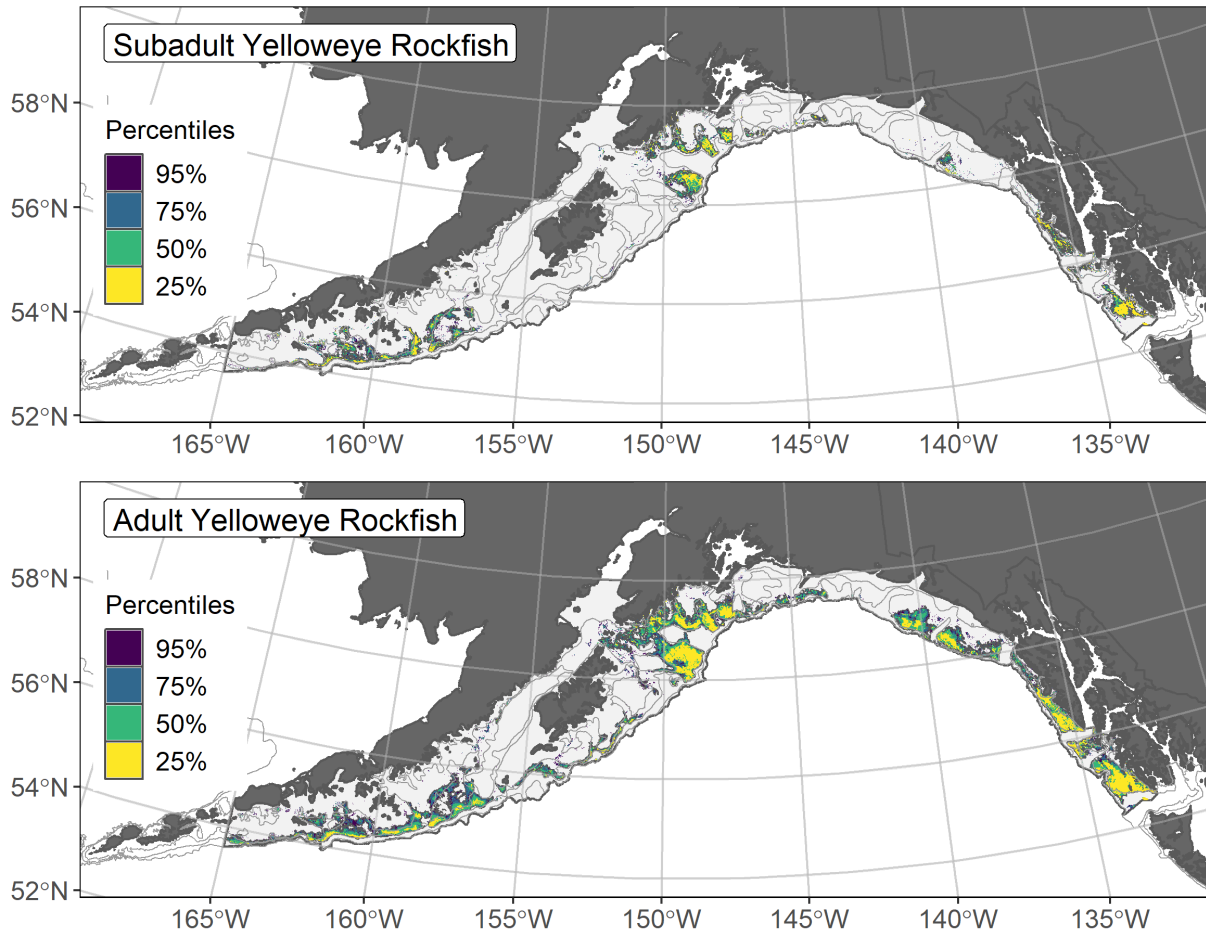 Subadult Yelloweye Rockfish
58°N
56°N
54°N
52°N
Percentiles
95%
75%
50%
25%
165°W 160°W 155°W 150°W 145°W 140°W 135°W
Adult Yelloweye Rockfish
58°N
56°N
54°N
52°N
Percentiles
95%
75%
50%
25%
165°W 160°W 155°W 150°W 145°W 140°W 135°W